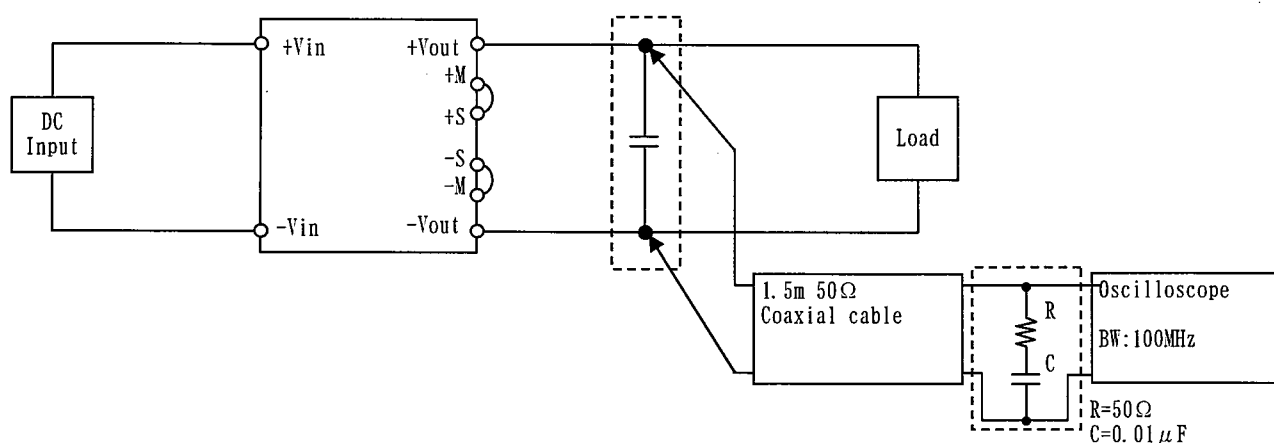 +Vin
+Vout
+M
+S
DC
Input
Load
-S
-M
-Vin
-Vout
1.5m 50Ω
Coaxial cable
R
C
Oscilloscope
BW:100MHz
R=50Ω
C=0.01μF